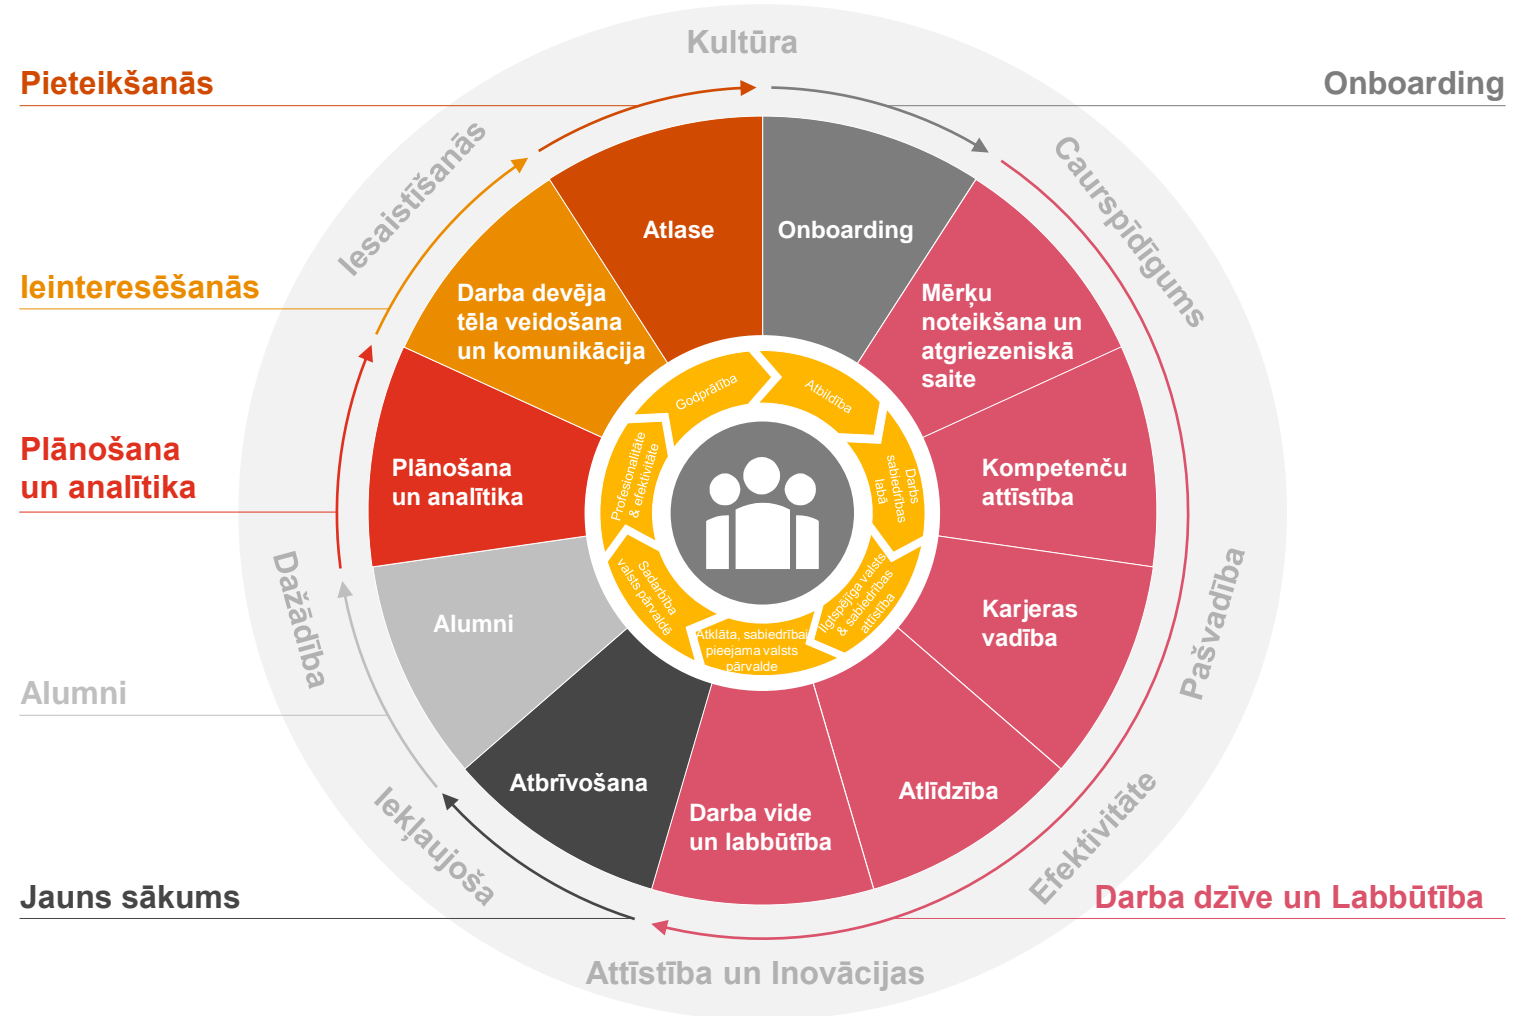 Kultūra
Pieteikšanās
Onboarding
Iesaistīšanās
Caurspīdīgums
Atlase
Onboarding
Ieinteresēšanās
Darba devēja
tēla veidošana
un komunikācija
Mērķu
noteikšana un
atgriezeniskā
saite
Godprātība
Atbildība
Plānošana
un analītika
Plānošana
un analītika
Profesionalitāte
& efektivitāte
Darbs
sabiedrības
labā
Kompetenču
attīstība
Dažādība
Pašvadība
Alumni
Sadarbība
valsts pārvaldē
Ilgtspējīga valsts
& sabiedrības
attīstība
Atklāta, sabiedrībai
pieejama valsts
pārvalde
Karjeras
vadība
Alumni
Atbrīvošana
Darba vide
un labbūtība
Atlīdzība
Iekļaujoša
Efektivitāte
Jauns sākums
Darba dzīve un Labbūtība
Attīstība un Inovācijas